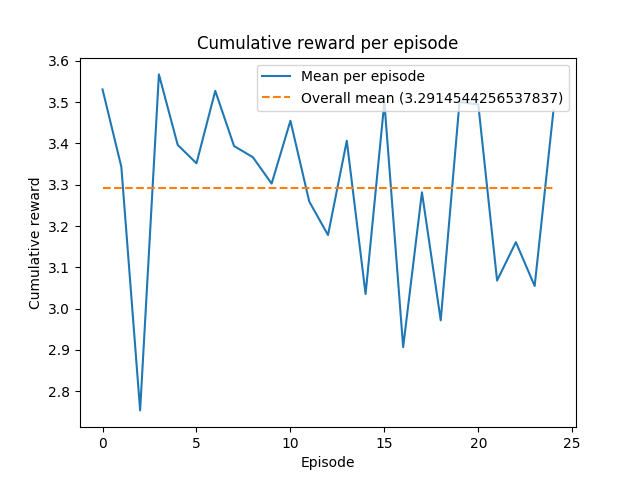 Cumulative reward per episode
Mean per episode
Overall mean (3.2914544256537837)
3.6
3.5
3.4
3.3
3.2
3.1
3.0
2.9
2.8
Cumulative reward
0 5 10 15 20 25
Episode